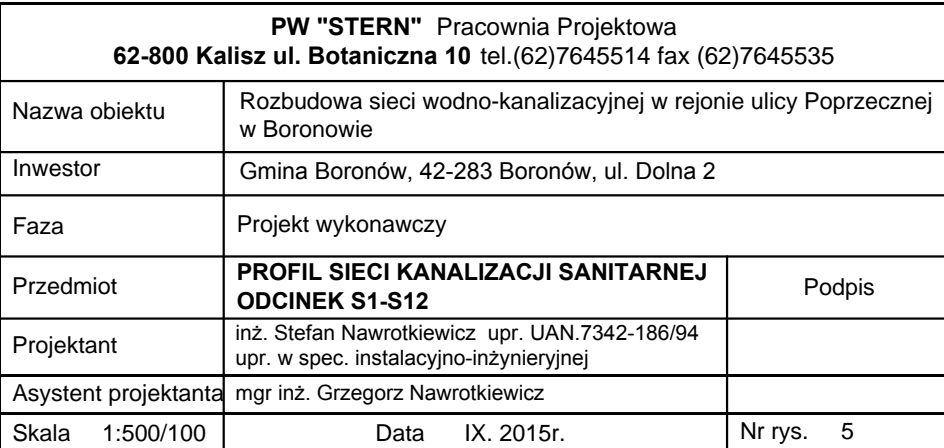 PW "STERN" Pracownia Projektowa
62-800 Kalisz ul. Botaniczna 10 tel.(62)7645514 fax (62)7645535
Nazwa obiektu
Rozbudowa sieci wodno-kanalizacyjnej w rejonie ulicy Poprzecznej
w Boronowie
Inwestor
Gmina Boronów, 42-283 Boronów, ul. Dolna 2
Faza
Projekt wykonawczy
Przedmiot
PROFIL SIECI KANALIZACJI SANITARNEJ
ODCINEK S1-S12
Podpis
Projektant
inż. Stefan Nawrotkiewicz upr. UAN.7342-186/94
upr. w spec. instalacyjno-inżynieryjnej
Asystent projektanta
mgr inż. Grzegorz Nawrotkiewicz
Skala 1:500/100
Data IX. 2015r.
Nr rys. 5